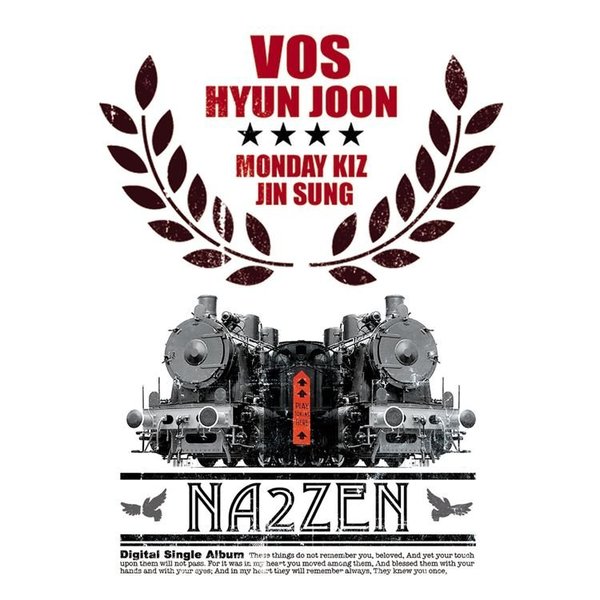 VOS
HYUN JOON
MONDAY KIZ
JIN SUNG
PLAY
HERE
NA2ZEN
Digital Single Album These things do not remember you, beloved, And yet your touch
upon them will not pass. For it was in my heart you moved among them, And blessed them with your
hands and with your eyes; And in my heart they will remember always, They knew you once,